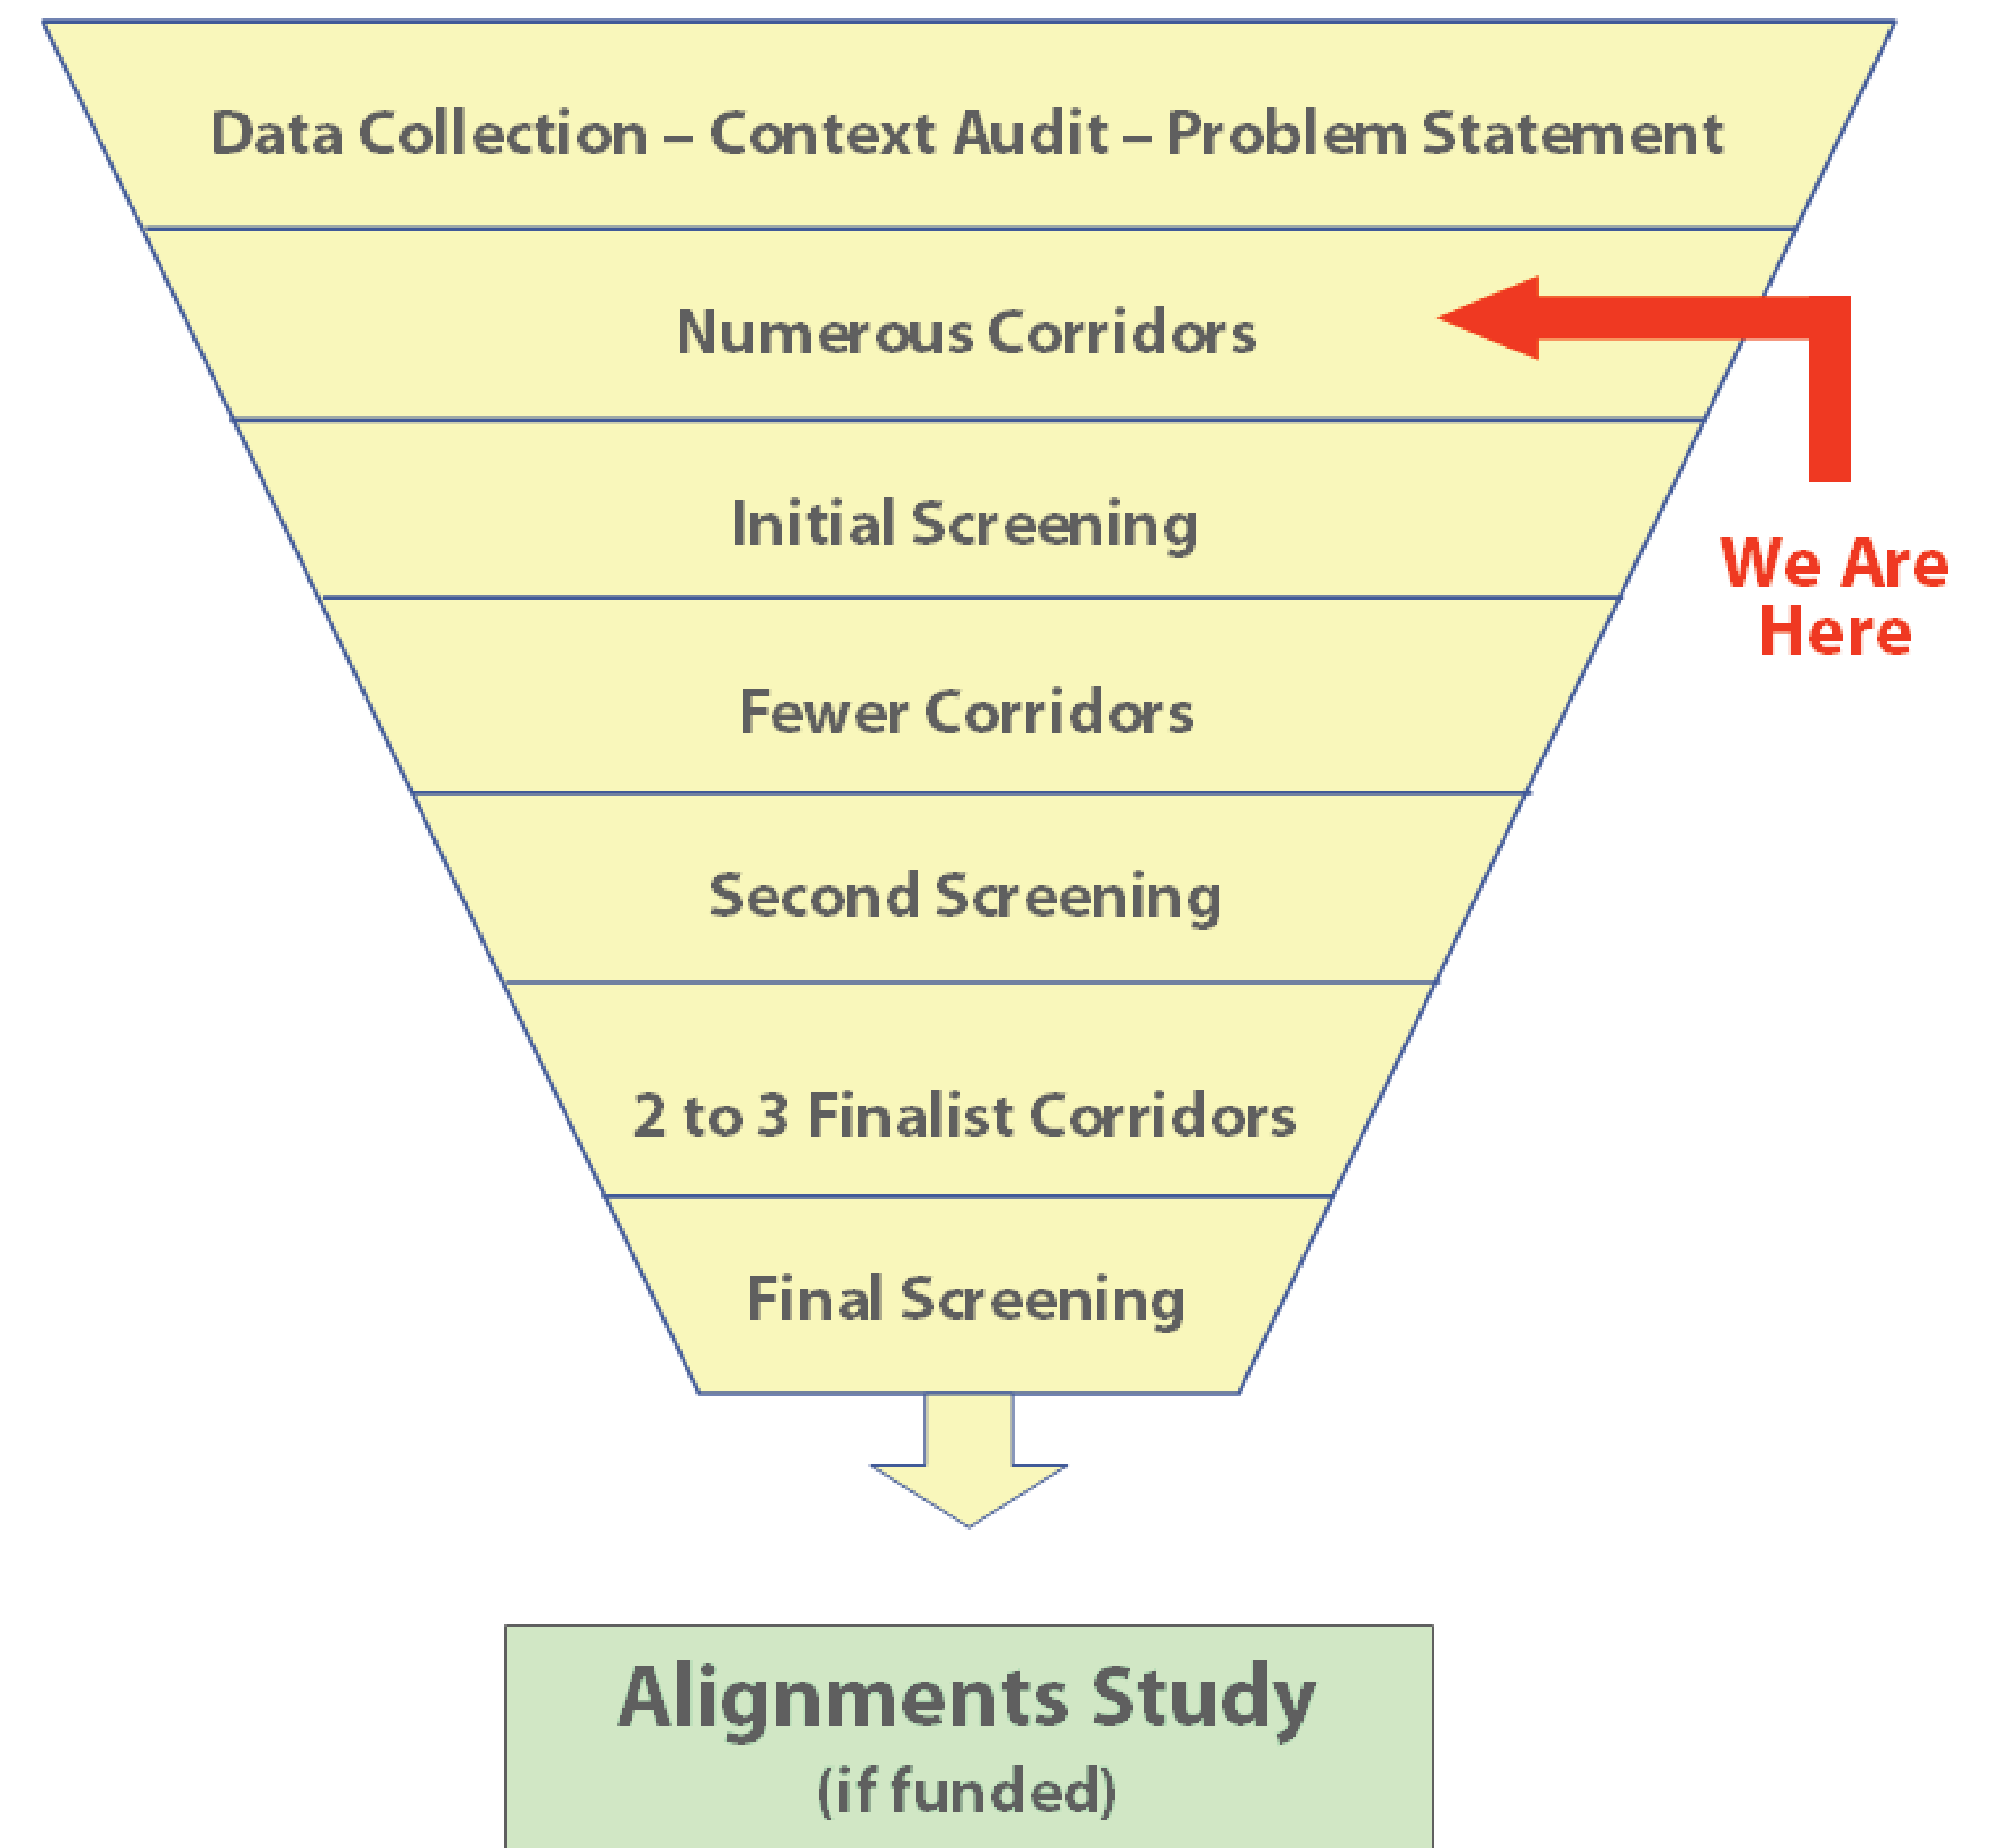 Data Collection – Context Audit – Problem Statement
Numerous Corridors
Initial Screening
We Are
Here
Fewer Corridors
Second Screening
2 to 3 Finalist Corridors
Final Screening
Alignments Study
(if funded)